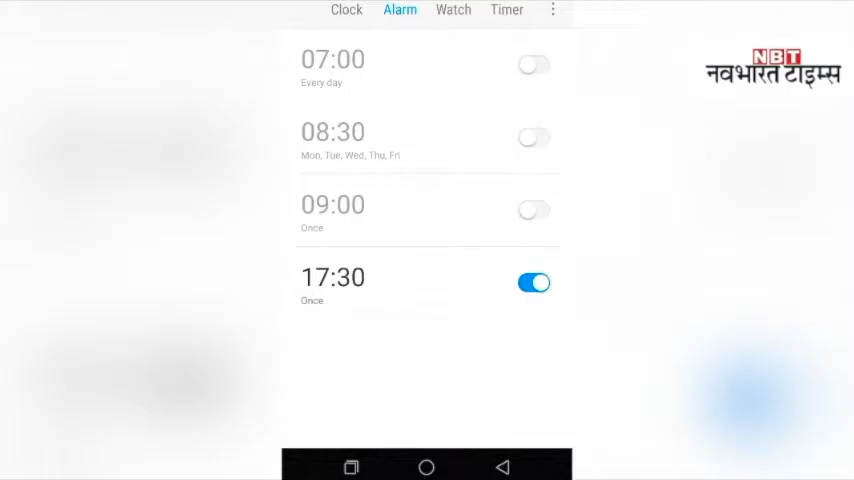 Clock Alarm Watch Timer
07:00
Every day
08:30
Mon, Tue, Wed, Thu, Fri
09:00
Once
17:30
Once
NBT
नवभारत टाइम्स